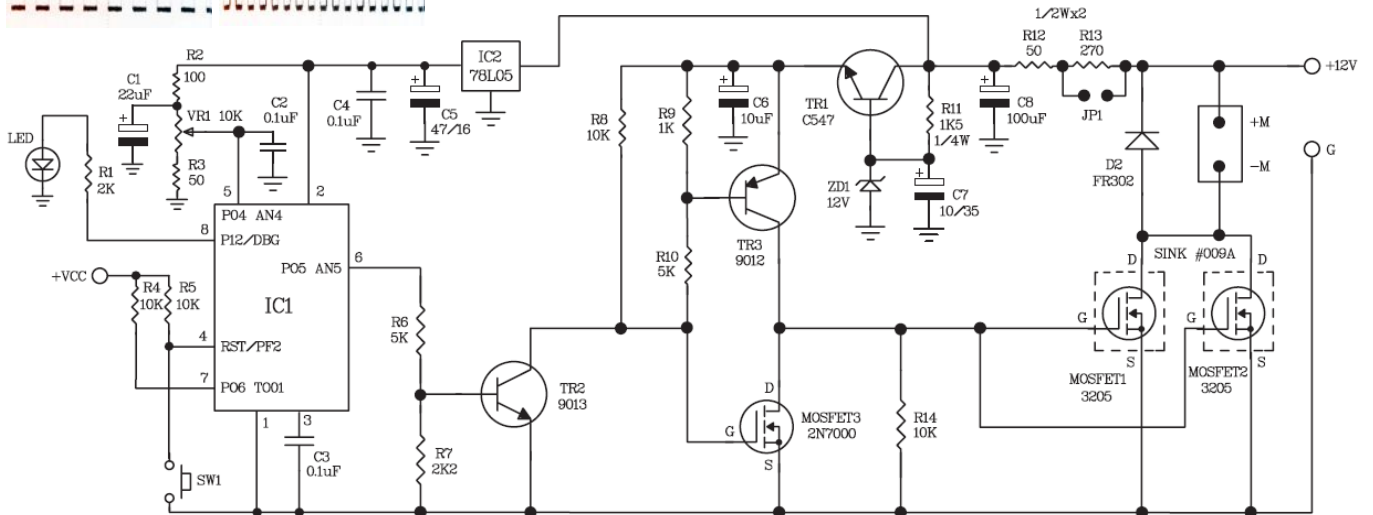 1/2Wx2
R12
50
R13
270
+12V
JP1
IC2
78L05
R2
100
C1
22uF
VR1 10K
C2
0.1uF
C4
0.1uF
C5
47/16
LED
R1
2K
R3
50
R8
10K
R9
1K
C6
10uF
TR1
C547
R11
1K5
1/4W
C8
100uF
D2
FR302
+M
-M
G
ZD1
12V
C7
10/35
TR3
9012
R10
5K
5
2
PO4 AN4
8
P12/DBG
PO5 AN5
6
IC1
+VCC
R4
10K
R5
10K
4
RST/PF2
7
PO6 TO01
1
3
C3
0.1uF
SW1
R6
5K
R7
2K2
TR2
9013
D
G
S
MOSFET3
2N7000
R14
10K
SINK #009A
D
G
S
MOSFET1
3205
D
G
S
MOSFET2
3205